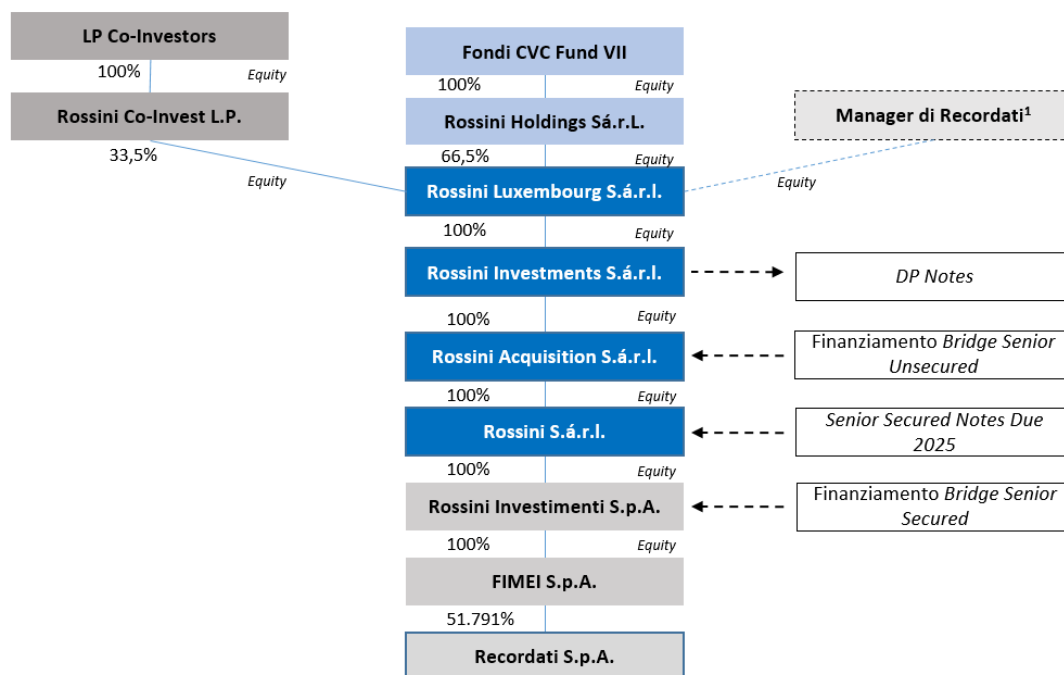 LP Co-Investors
Fondi CVC Fund VII
100%
Equity
100%
Equity
Rossini Co-Invest L.P.
Rossini Holdings Sá.r.L.
Manager di Recordati¹
33,5%
66,5%
Equity
Equity
Equity
Rossini Luxembourg S.á.r.l.
100%
Equity
Rossini Investments S.á.r.l.
DP Notes
100%
Equity
Rossini Acquisition S.á.r.l.
Finanziamento Bridge Senior
Unsecured
100%
Equity
Rossini S.á.r.l.
Senior Secured Notes Due
2025
100%
Equity
Rossini Investimenti S.p.A.
Finanziamento Bridge Senior
Secured
100%
Equity
FIMEI S.p.A.
51.791%
Recordati S.p.A.